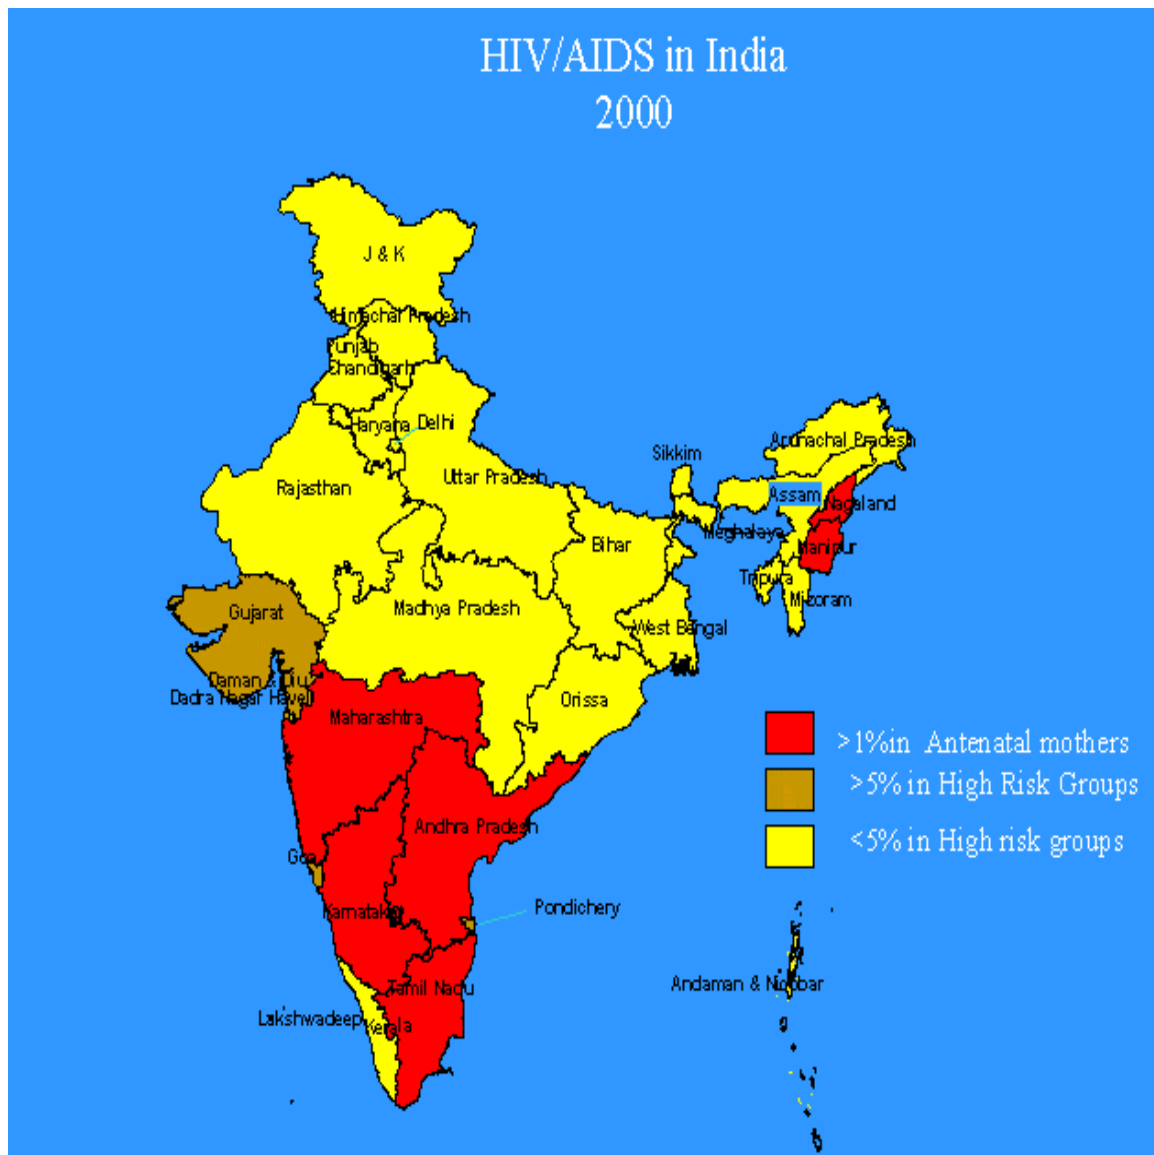 HIV/AIDS in India
2000
J & K
Himachal Pradesh
Punjab
Chandigarh
Haryana
Delhi
Arunachal Pradesh
Sikkim
Uttar Pradesh
Rajasthan
Assam
Nagaland
Meghalaya
Bihar
Manipur
Tripura
Mizoram
Gujarat
Madhya Pradesh
West Bengal
Daman & Diu
Dadra Nagar Haveli
Orissa
Maharashtra
>1%in Antenatal mothers
>5% in High Risk Groups
<5% in High risk groups
Andhra Pradesh
Goa
Karnataka
Pondichery
Andaman & Nicobar
Tamil Nadu
Lakshwadeep
Kerala